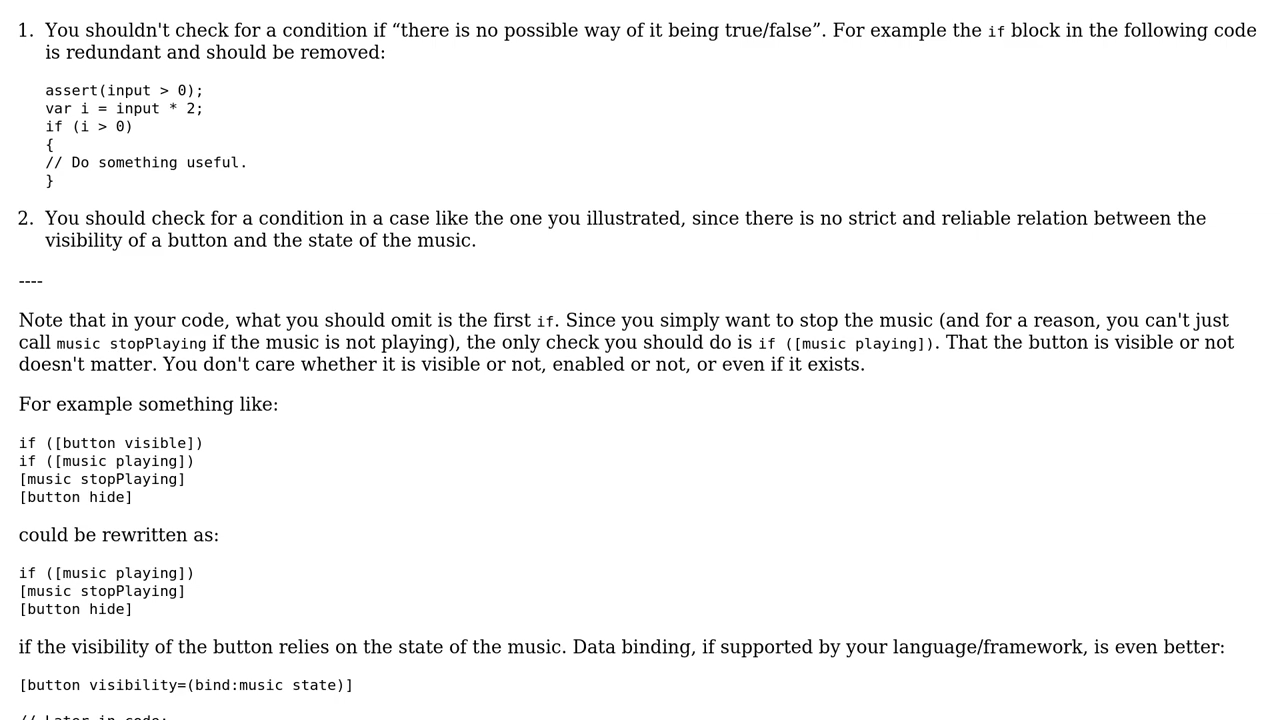 1. You shouldn't check for a condition if “there is no possible way of it being true/false”. For example the if block in the following code
is redundant and should be removed:
assert(input > 0);
var i = input * 2;
if (i > 0)
{
// Do something useful.
}
2. You should check for a condition in a case like the one you illustrated, since there is no strict and reliable relation between the
visibility of a button and the state of the music.
----
Note that in your code, what you should omit is the first if. Since you simply want to stop the music (and for a reason, you can't just
call music stopPlaying if the music is not playing), the only check you should do is if ([music playing]). That the button is visible or not
doesn't matter. You don't care whether it is visible or not, enabled or not, or even if it exists.
For example something like:
if ([button visible])
if ([music playing])
[music stopPlaying]
[button hide]
could be rewritten as:
if ([music playing])
[music stopPlaying]
[button hide]
if the visibility of the button relies on the state of the music. Data binding, if supported by your language/framework, is even better:
[button visibility=(bind:music state)]
// Later in code: